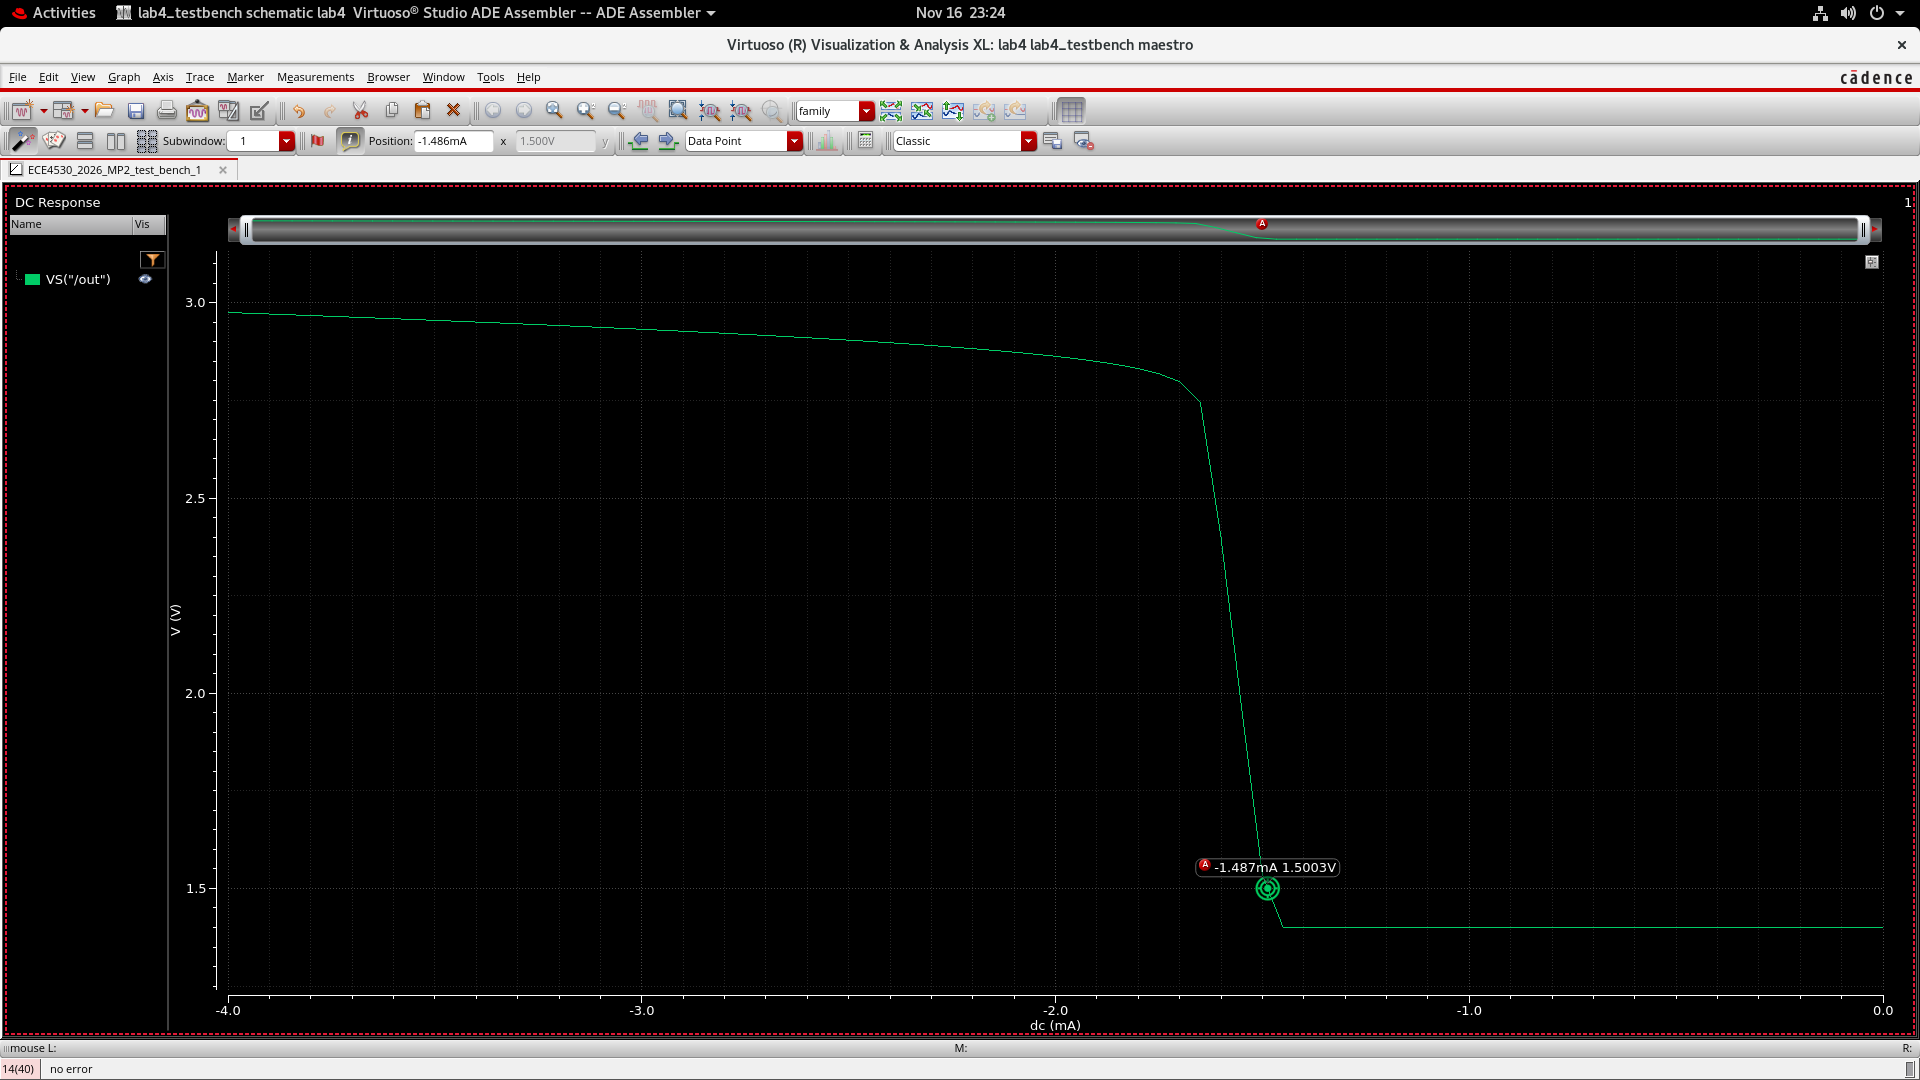 Activities lab4_testbench schematic lab4 Virtuoso® Studio ADE Assembler -- ADE Assembler Nov 16 23:24
Virtuoso (R) Visualization & Analysis XL: lab4 lab4_testbench maestro
File Edit View Graph Axis Trace Marker Measurements Browser Window Tools Help cādence
family
Subwindow: 1 Position: -1.486mA x 1.500V y Data Point Classic
ECE4530_2026_MP2_test_bench_1
DC Response 1
Name Vis
A
VS("/out")
3.0
2.5
V (V)
2.0
A -1.487mA 1.5003V
1.5
-4.0 -3.0 -2.0 -1.0 0.0
dc (mA)
mouse L: M: R:
14(40) no error